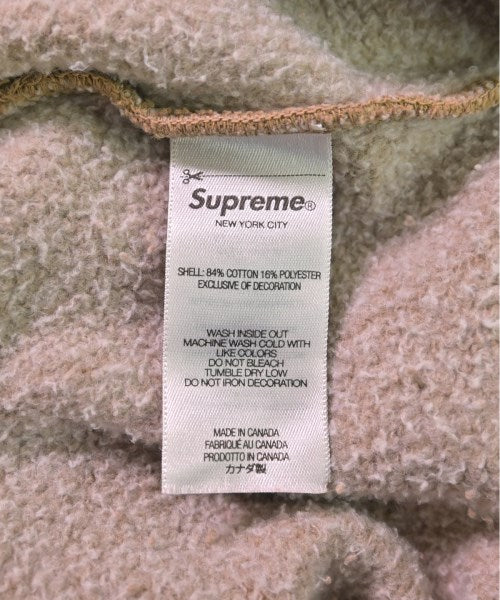 Supreme®
NEW YORK CITY
SHELL: 84% COTTON 16% POLYESTER
EXCLUSIVE OF DECORATION
WASH INSIDE OUT
MACHINE WASH COLD WITH
LIKE COLORS
DO NOT BLEACH
TUMBLE DRY LOW
DO NOT IRON DECORATION
MADE IN CANADA
FABRIQUÉ AU CANADA
PRODOTTO IN CANADA
カナダ製